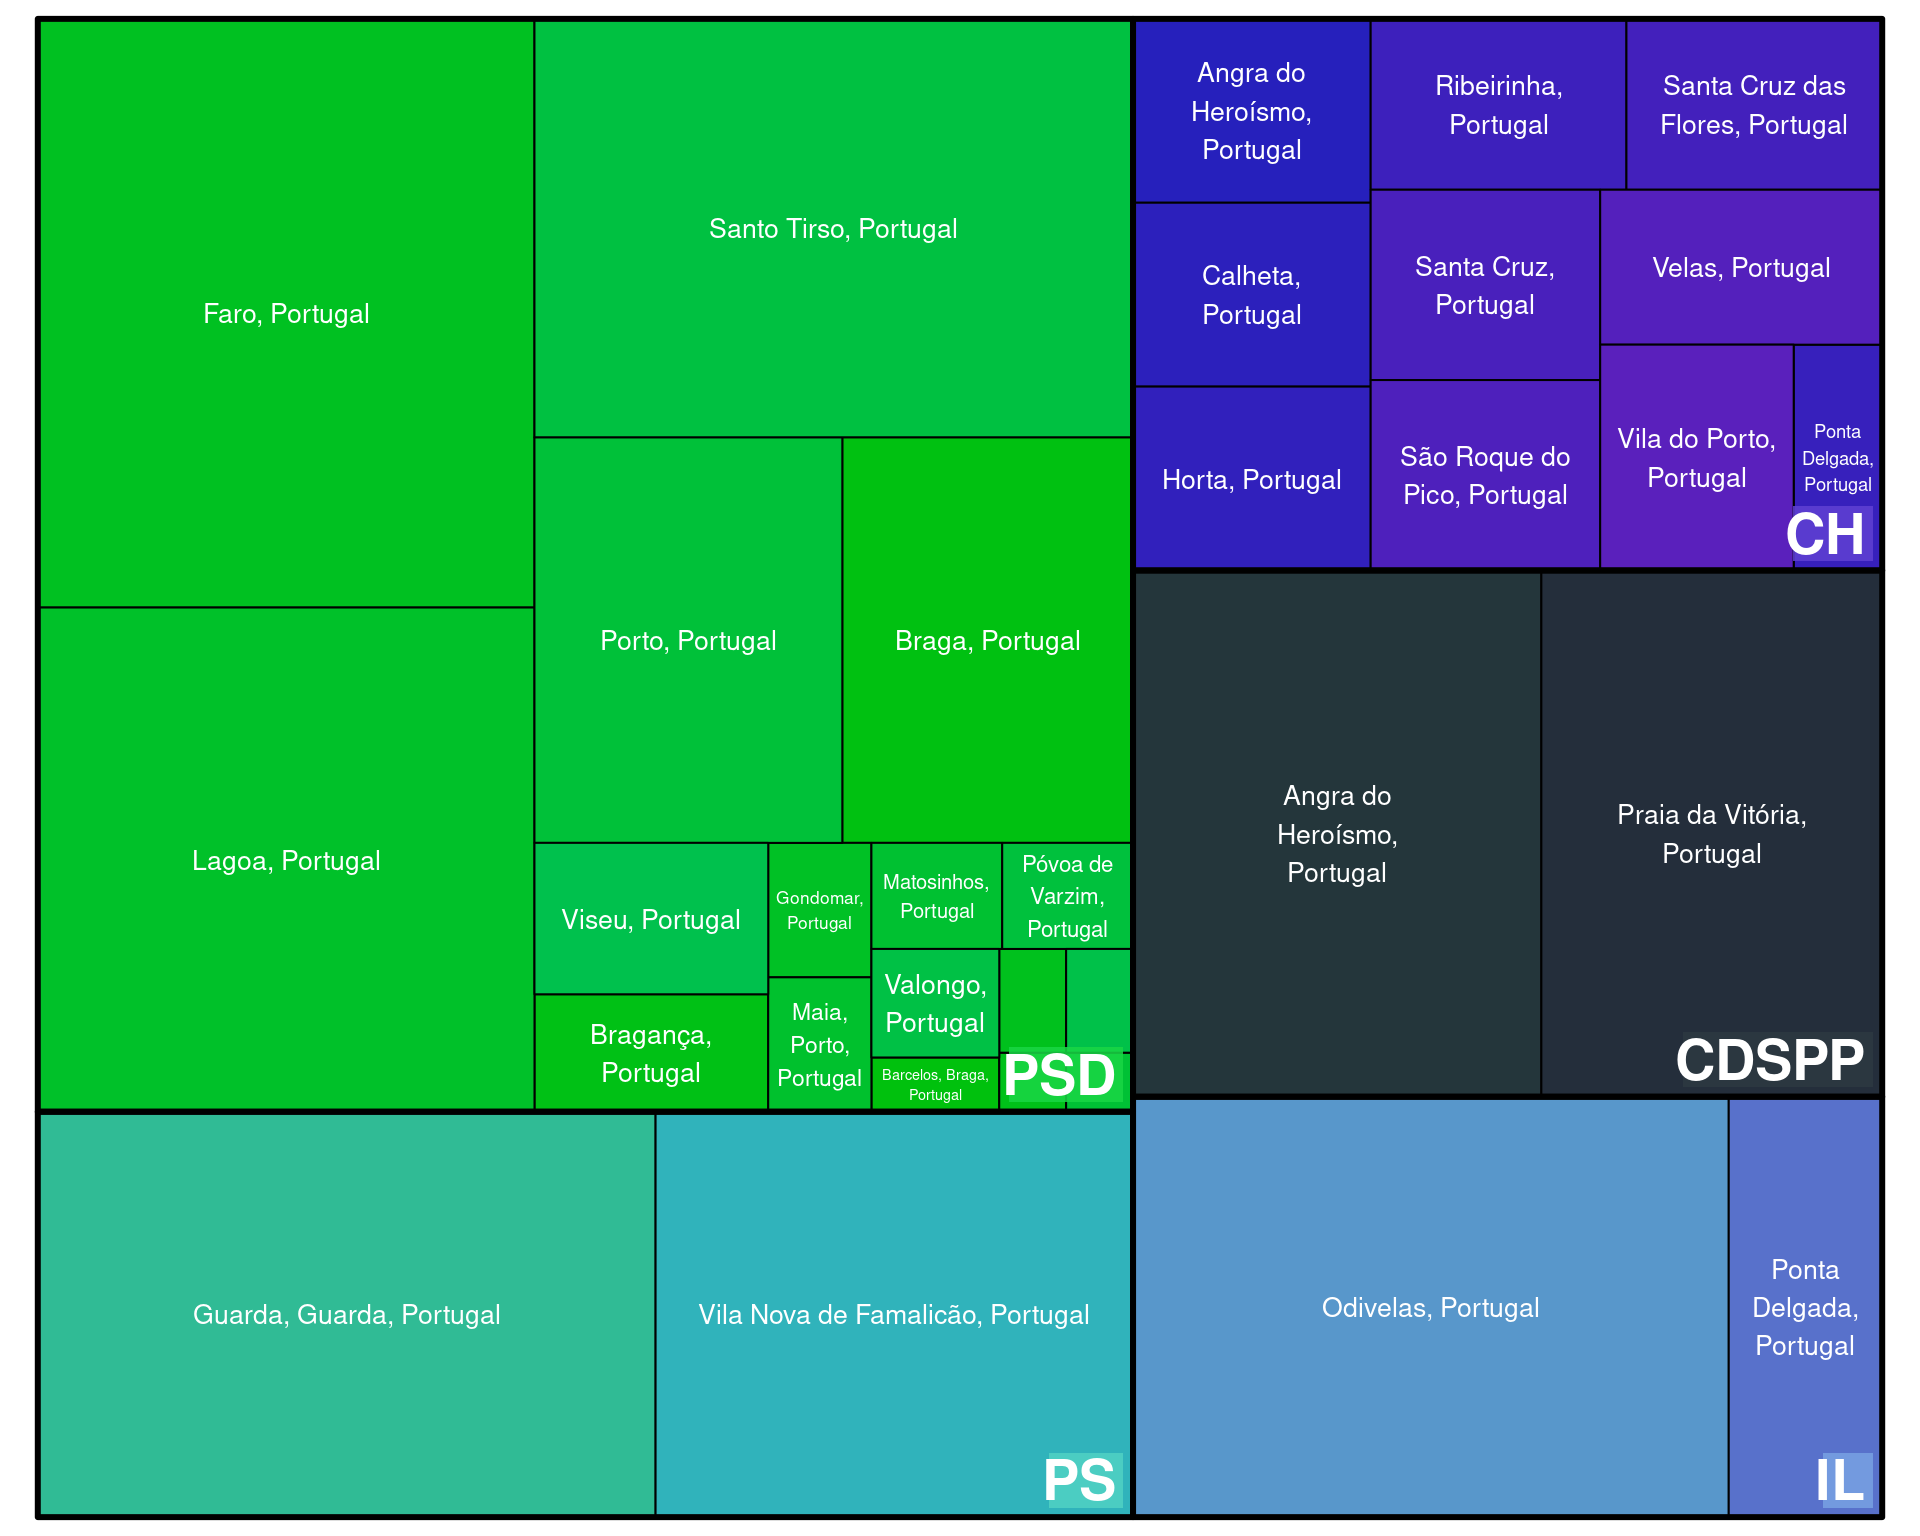 Faro, Portugal
Lagoa, Portugal
Santo Tirso, Portugal
Porto, Portugal
Braga, Portugal
Viseu, Portugal
Bragança,
Portugal
Gondomar,
Portugal
Maia,
Porto,
Portugal
Matosinhos,
Portugal
Póvoa de
Varzim,
Portugal
Valongo,
Portugal
Barcelos, Braga,
Portugal
PSD
Guarda, Guarda, Portugal
Vila Nova de Famalicão, Portugal
PS
Angra do
Heroísmo,
Portugal
Calheta,
Portugal
Horta, Portugal
Ribeirinha,
Portugal
Santa Cruz das
Flores, Portugal
Santa Cruz,
Portugal
Velas, Portugal
São Roque do
Pico, Portugal
Vila do Porto,
Portugal
Ponta
Delgada,
Portugal
CH
Angra do
Heroísmo,
Portugal
Praia da Vitória,
Portugal
CDSPP
Odivelas, Portugal
Ponta
Delgada,
Portugal
IL